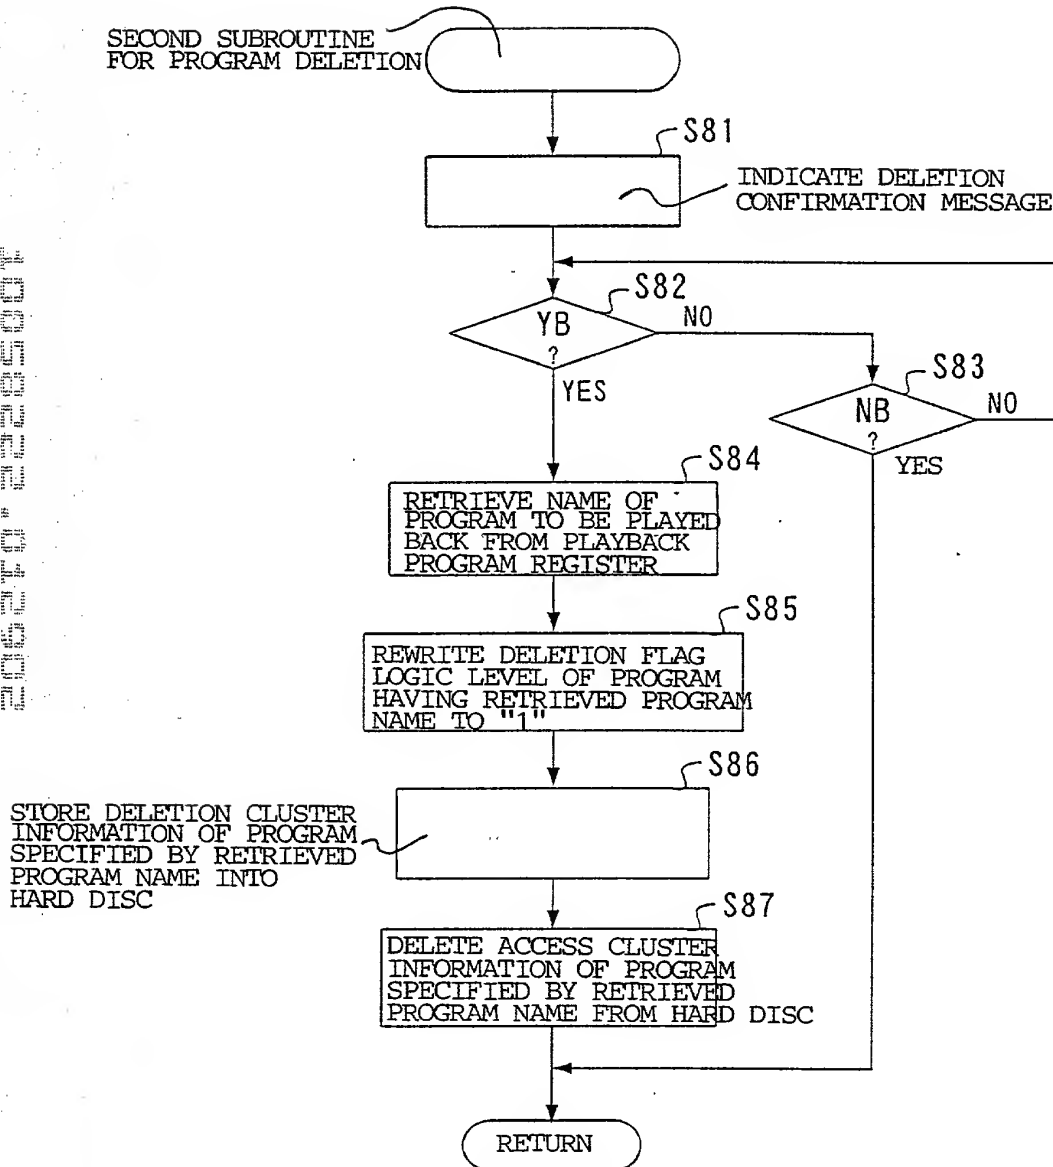 SECOND SUBROUTINE
FOR PROGRAM DELETION
S81
INDICATE DELETION
CONFIRMATION MESSAGE
S82
YB
?
NO
YES
S83
NB
?
NO
YES
S84
RETRIEVE NAME OF
PROGRAM TO BE PLAYED
BACK FROM PLAYBACK
PROGRAM REGISTER
S85
REWRITE DELETION FLAG
LOGIC LEVEL OF PROGRAM
HAVING RETRIEVED PROGRAM
NAME TO "1"
S86
STORE DELETION CLUSTER
INFORMATION OF PROGRAM
SPECIFIED BY RETRIEVED
PROGRAM NAME INTO
HARD DISC
S87
DELETE ACCESS CLUSTER
INFORMATION OF PROGRAM
SPECIFIED BY RETRIEVED
PROGRAM NAME FROM HARD DISC
RETURN
10058222.012902